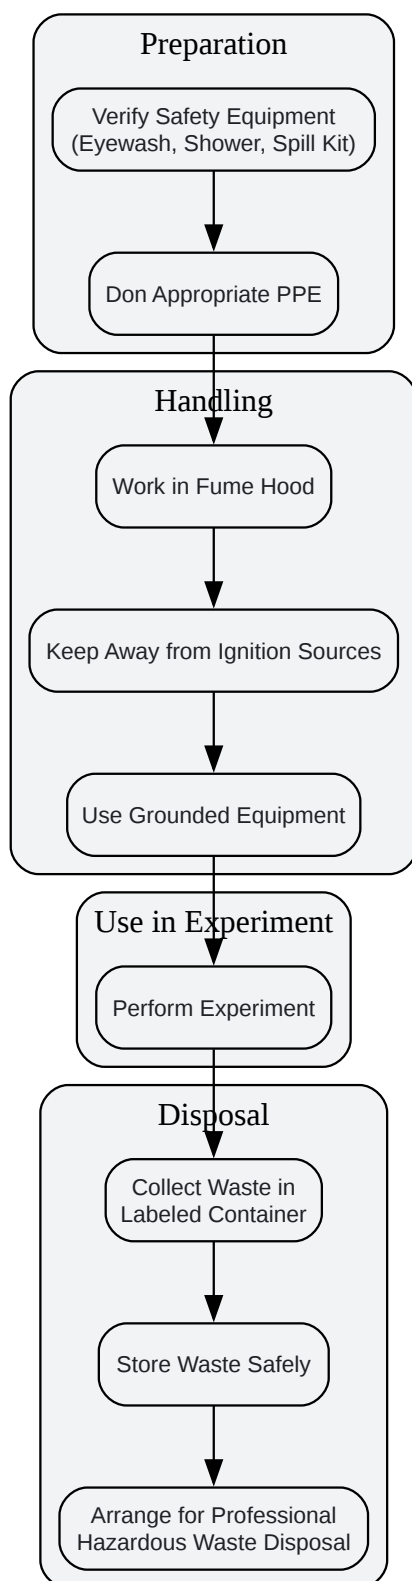 Preparation
Verify Safety Equipment
(Eyewash, Shower, Spill Kit)
Don Appropriate PPE
Handling
Work in Fume Hood
Keep Away from Ignition Sources
Use Grounded Equipment
Use in Experiment
Perform Experiment
Disposal
Collect Waste in
Labeled Container
Store Waste Safely
Arrange for Professional
Hazardous Waste Disposal